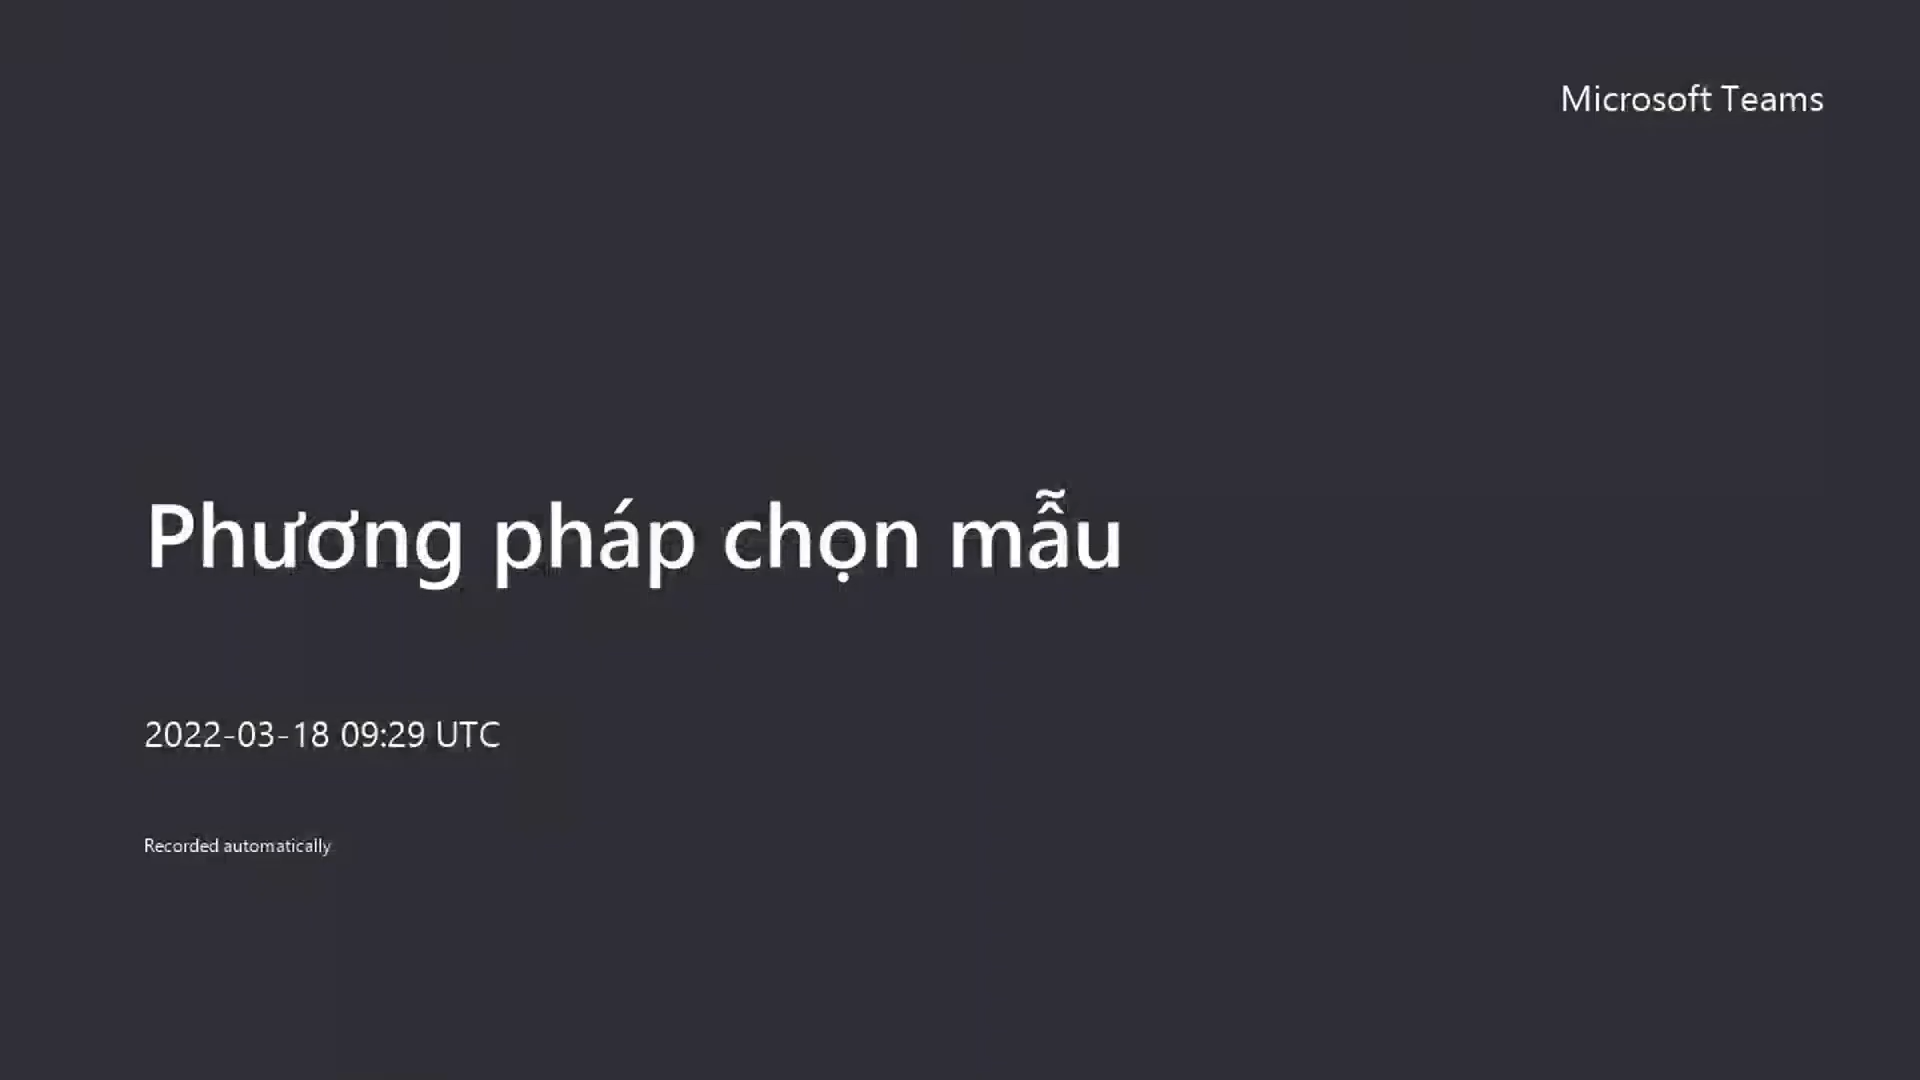 Microsoft Teams
Phương pháp chọn mẫu
2022-03-18 09:29 UTC
Recorded automatically